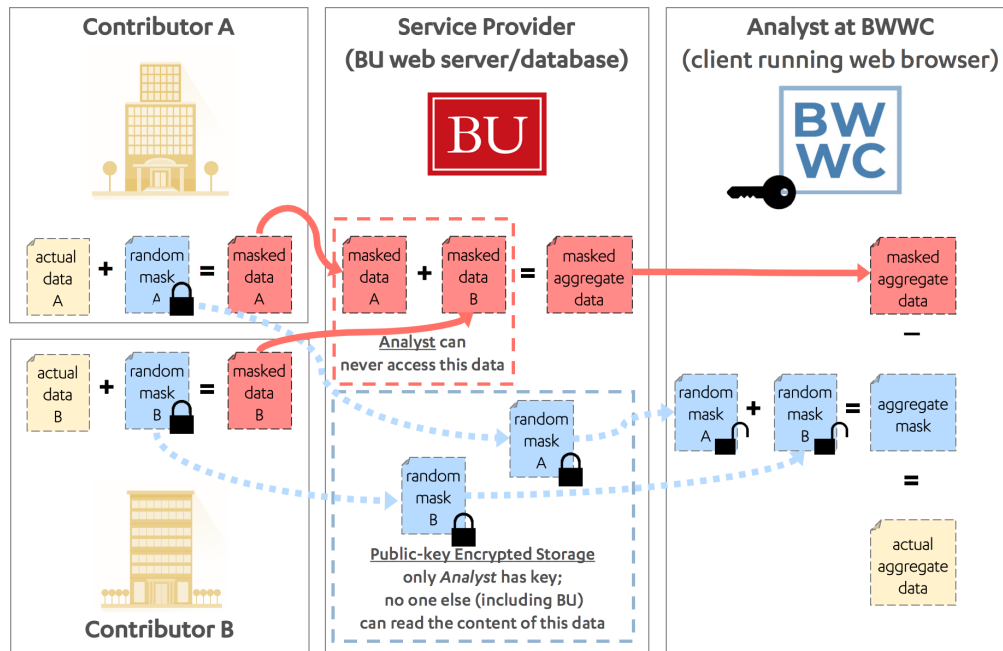 Contributor A
actual
data
A
+
random
mask
A
=
masked
data
A
actual
data
B
+
random
mask
B
=
masked
data
B
Contributor B
Service Provider
(BU web server/database)
BU
masked
data
A
+
masked
data
B
=
masked
aggregate
data
Analyst can
never access this data
random
mask
A
random
mask
B
Public-key Encrypted Storage
only Analyst has key;
no one else (including BU)
can read the content of this data
Analyst at BWWC
(client running web browser)
BW
WC
masked
aggregate
data
–
random
mask
A
+
random
mask
B
=
aggregate
mask
=
actual
aggregate
data